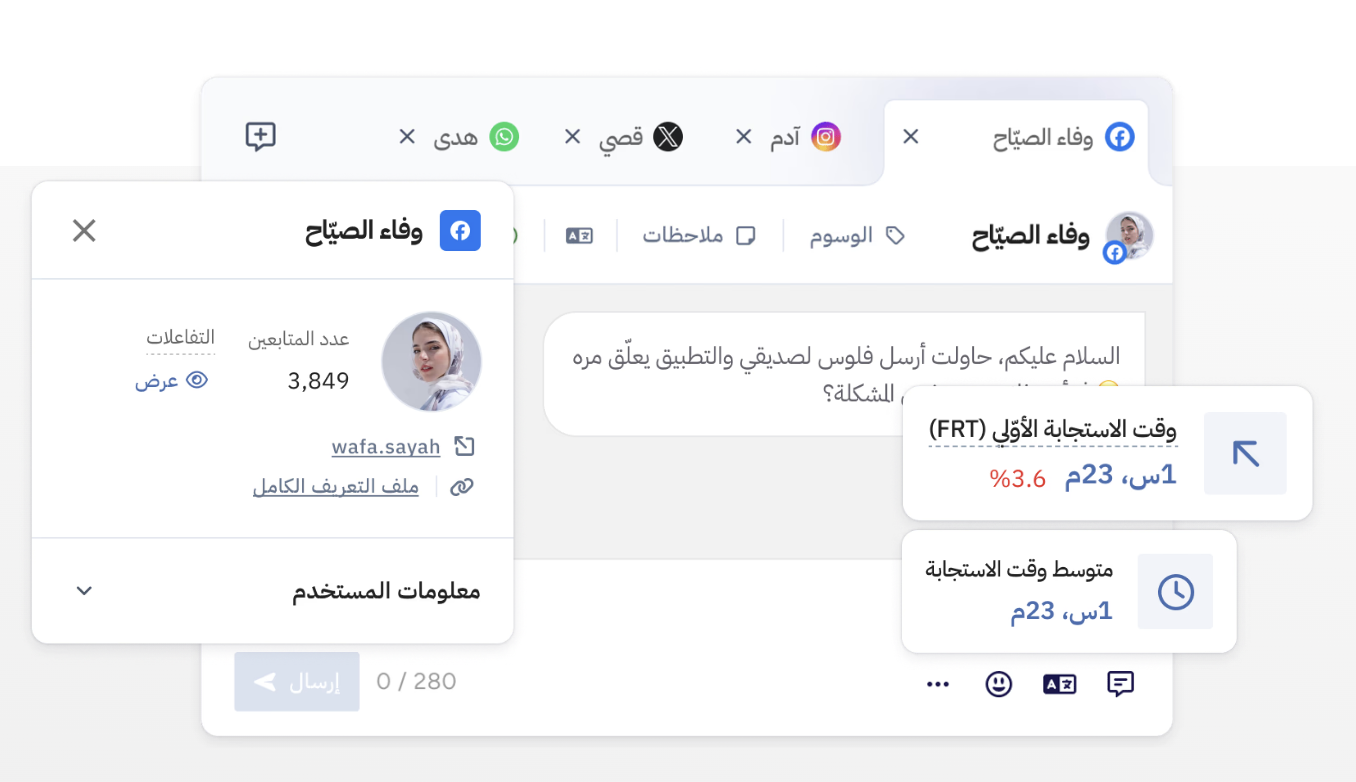 وفاء الصيّاح
آدم
قصي
هدى
وفاء الصيّاح
الوسوم
ملاحظات
السلام عليكم، حاولت أرسل فلوس لصديقي والتطبيق يعلّق مره
المشكلة؟
وقت الاستجابة الأوّلي (FRT)
1س، 23م %3.6
متوسط وقت الاستجابة
1س، 23م
وفاء الصيّاح
عدد المتابعين
3,849
التفاعلات
عرض
wafa.sayah
ملف التعريف الكامل
معلومات المستخدم
0 / 280
إرسال